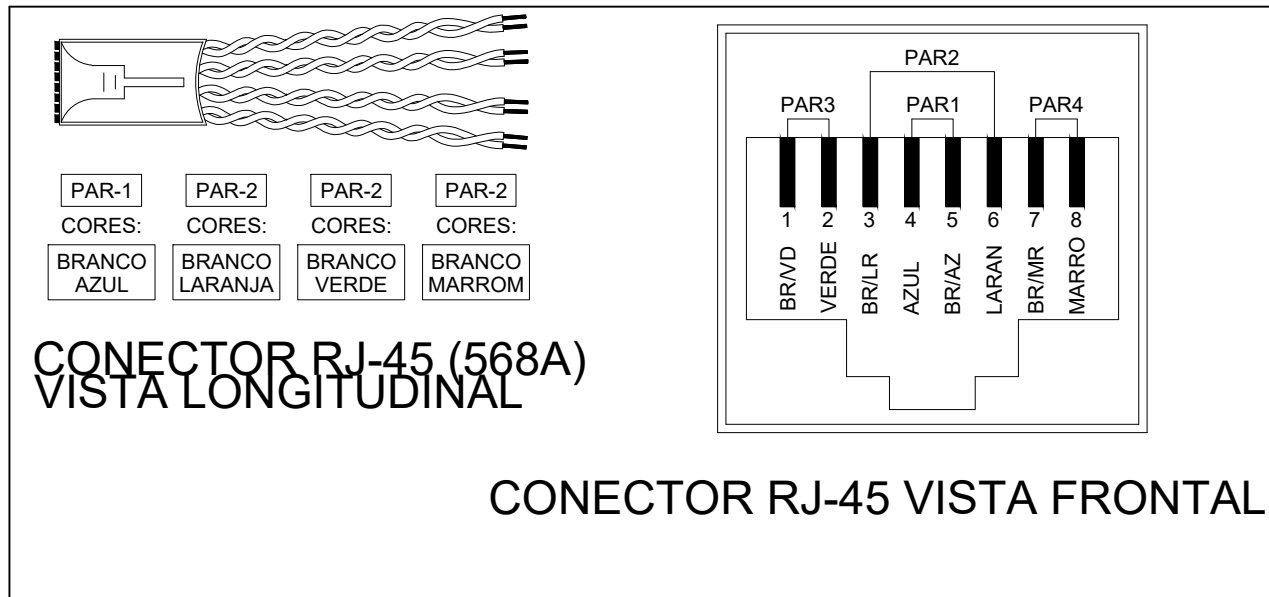 PAR-1 PAR-2 PAR-2 PAR-2
CORES: CORES: CORES: CORES:
BRANCO BRANCO BRANCO BRANCO
AZUL LARANJA VERDE MARROM
CONECTOR RJ-45 (568A)
VISTA LONGITUDINAL
PAR2
PAR3 PAR1 PAR4
1 2 3 4 5 6 7 8
BR/VD
VERDE
BR/LR
AZUL
BR/AZ
LARAN
BR/MR
MARRO
CONECTOR RJ-45 VISTA FRONTAL